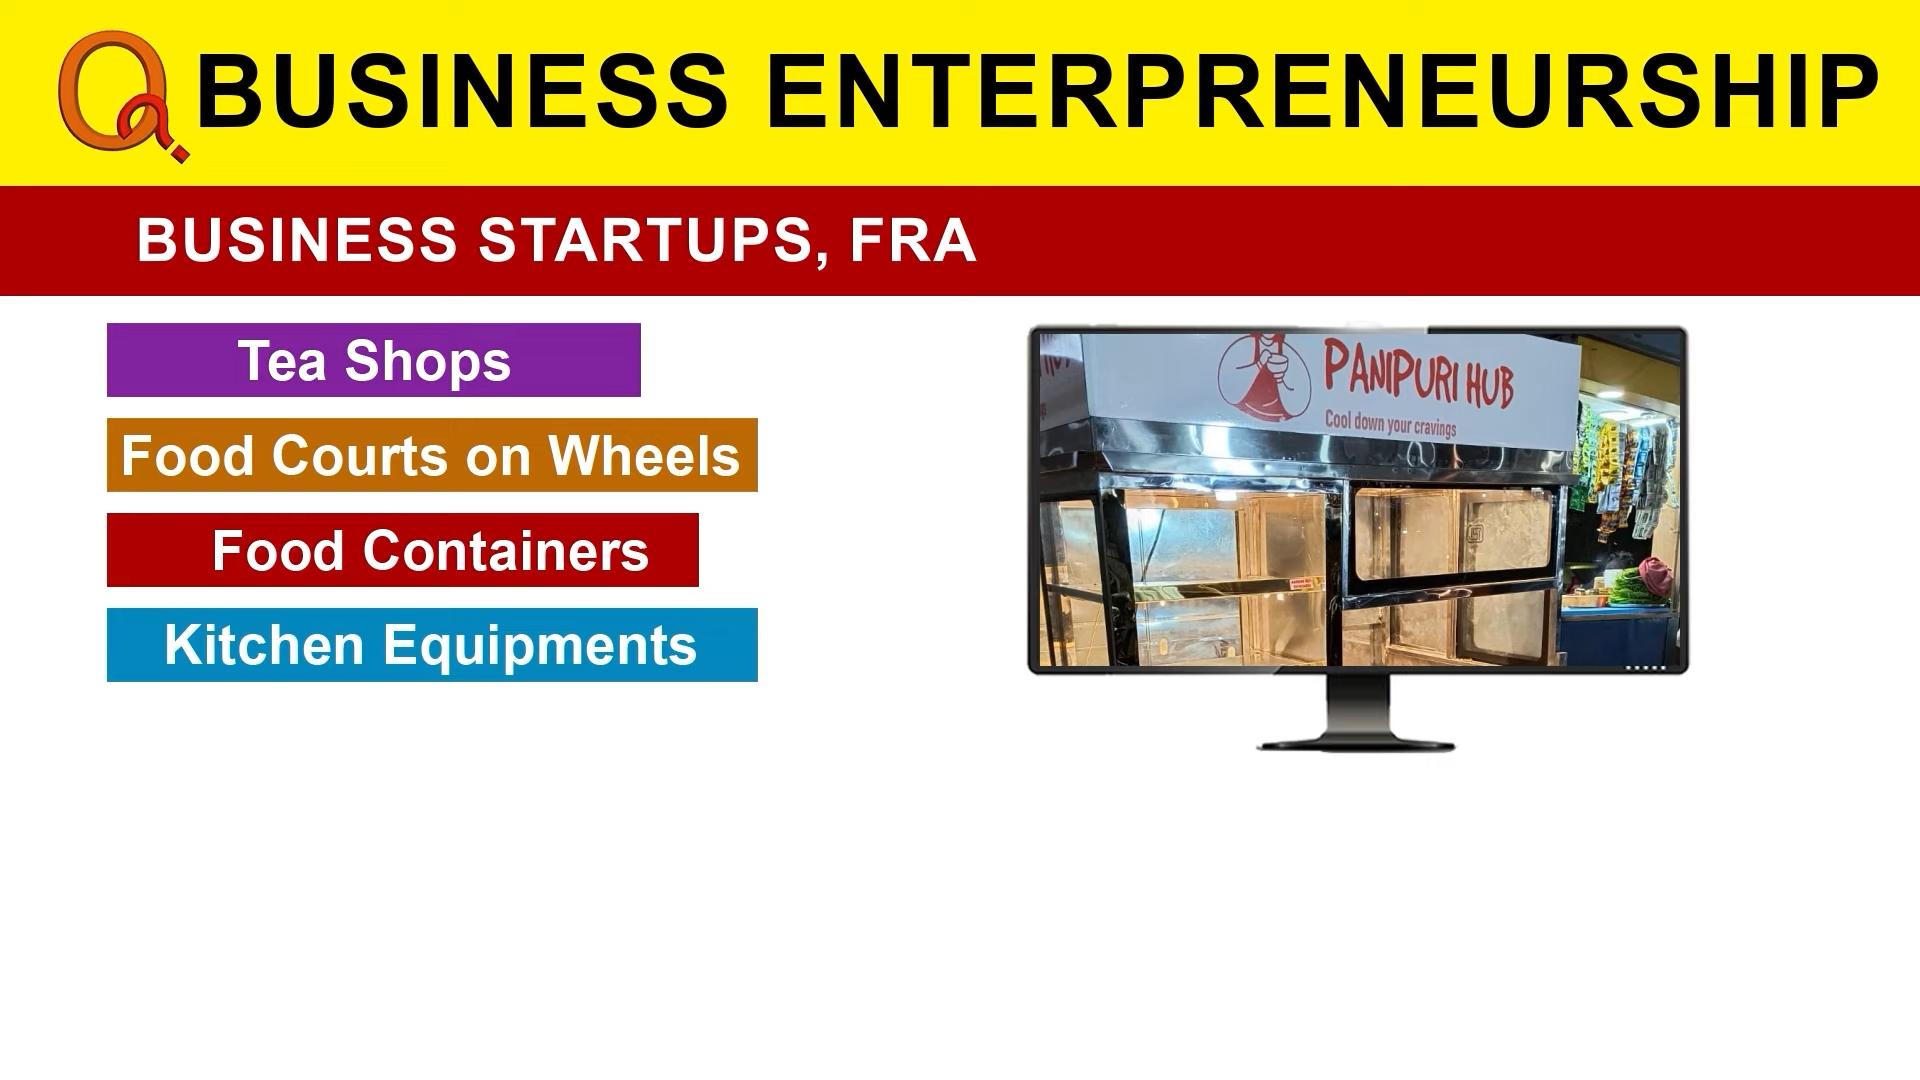 BUSINESS ENTERPRENEURSHIP
BUSINESS STARTUPS, FRA
Tea Shops
Food Courts on Wheels
Food Containers
Kitchen Equipments
PANIPURI HUB
Cool down your cravings